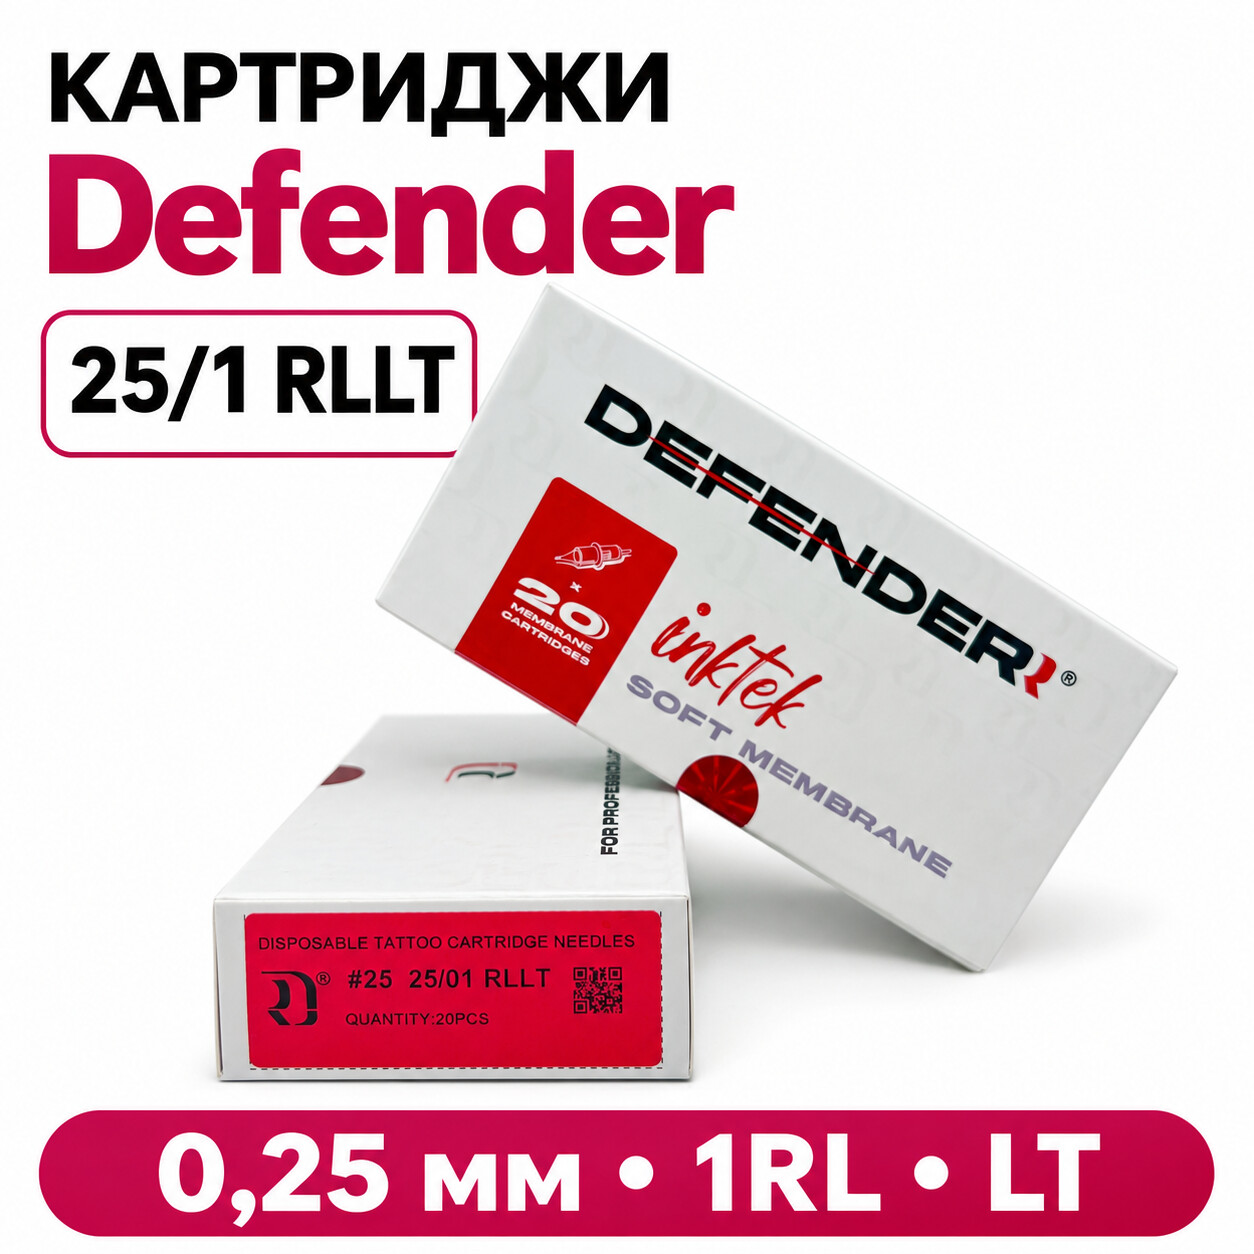 КАРТРИДЖИ
Defender
25/1 RLLT
DEFENDER®
×
20
MEMBRANE
CARTRIDGES
inktek
SOFT MEMBRANE
DISPOSABLE TATTOO CARTRIDGE NEEDLES
® #25 25/01 RLLT
QUANTITY:20PCS
0,25 мм • 1RL • LT